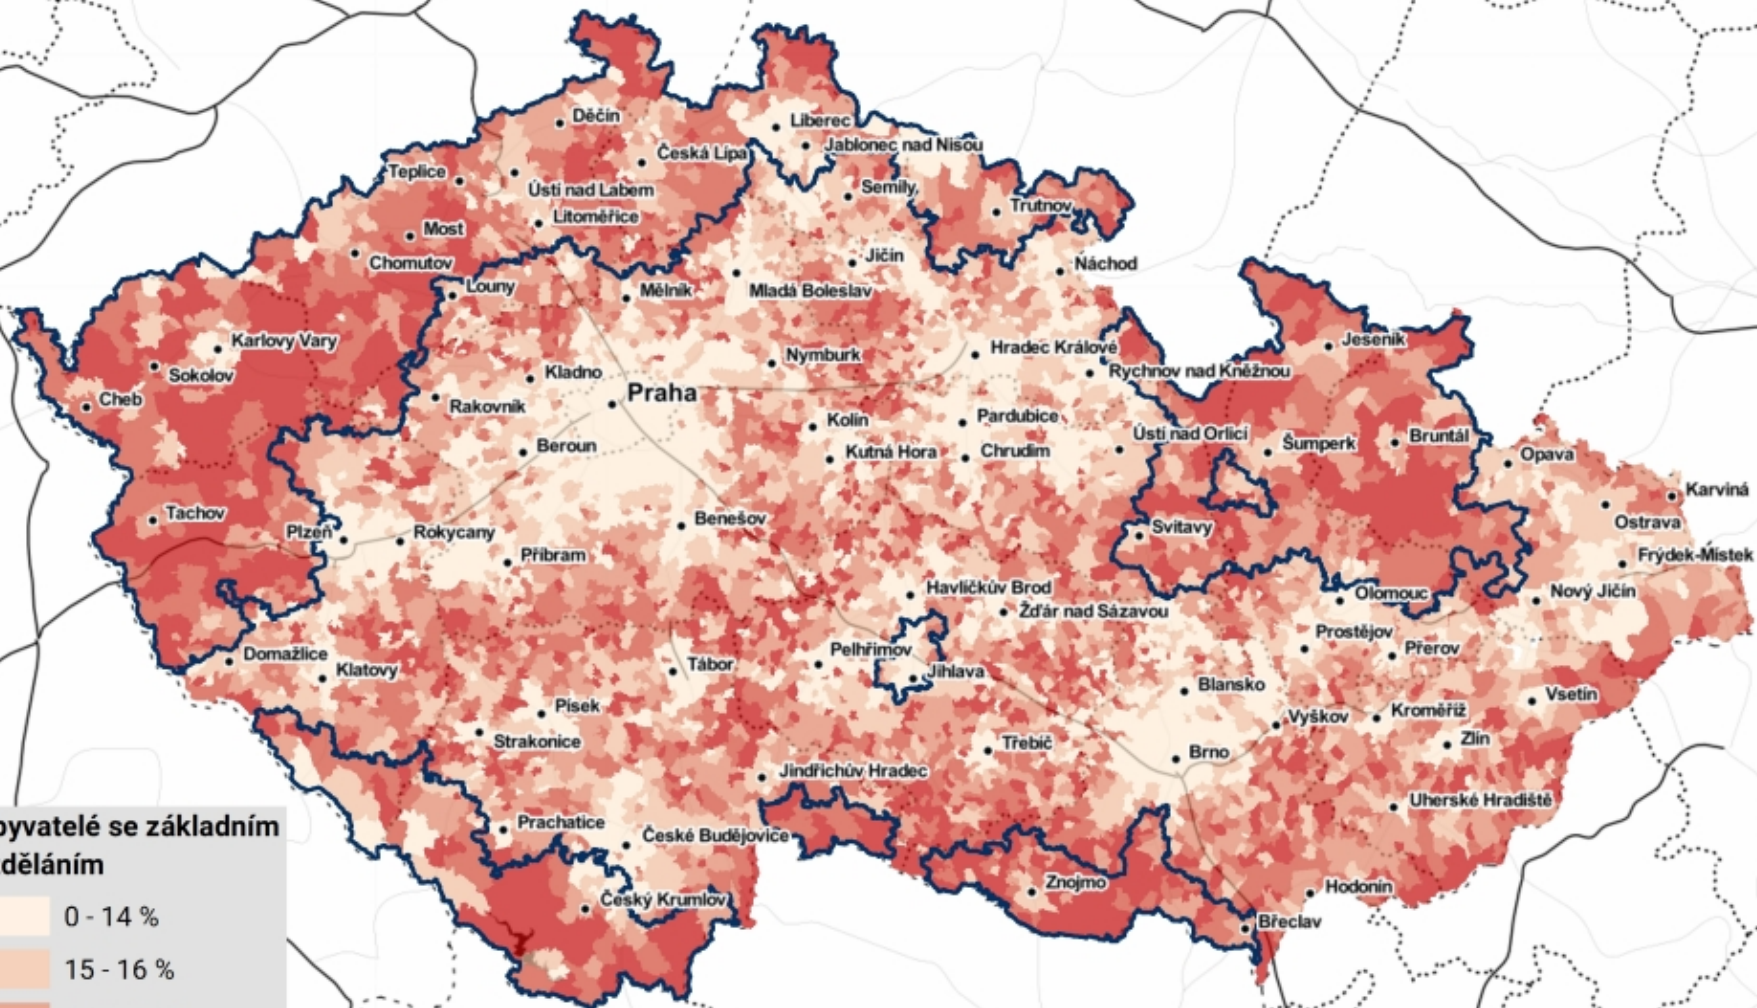 Děčín
Liberec
Jablonec nad Nisou
Česká Lípa
Teplice
Ústí nad Labem
Semily
Litoměřice
Trutnov
Most
Chomutov
Jičín
Náchod
Louny
Mělník
Mladá Boleslav
Karlovy Vary
Jeseník
Hradec Králové
Nymburk
Sokolov
Kladno
Rychnov nad Kněžnou
Cheb
Praha
Rakovník
Kolín
Pardubice
Ústí nad Orlicí
Bruntál
Šumperk
Beroun
Kutná Hora
Chrudim
Opava
Karviná
Tachov
Benešov
Ostrava
Svitavy
Plzeň
Rokycany
Příbram
Frýdek-Místek
Havlíčkův Brod
Olomouc
Nový Jičín
Žďár nad Sázavou
Prostějov
Přerov
Domažlice
Pelhřimov
Klatovy
Tábor
Jihlava
Blansko
Vsetín
Písek
Kroměříž
Vyškov
Strakonice
Třebíč
Zlín
Brno
Jindřichův Hradec
Uherské Hradiště
Prachatice
České Budějovice
Znojmo
Hodonín
Český Krumlov
Břeclav
byvatelé se základním
děláním
0 - 14 %
15 - 16 %